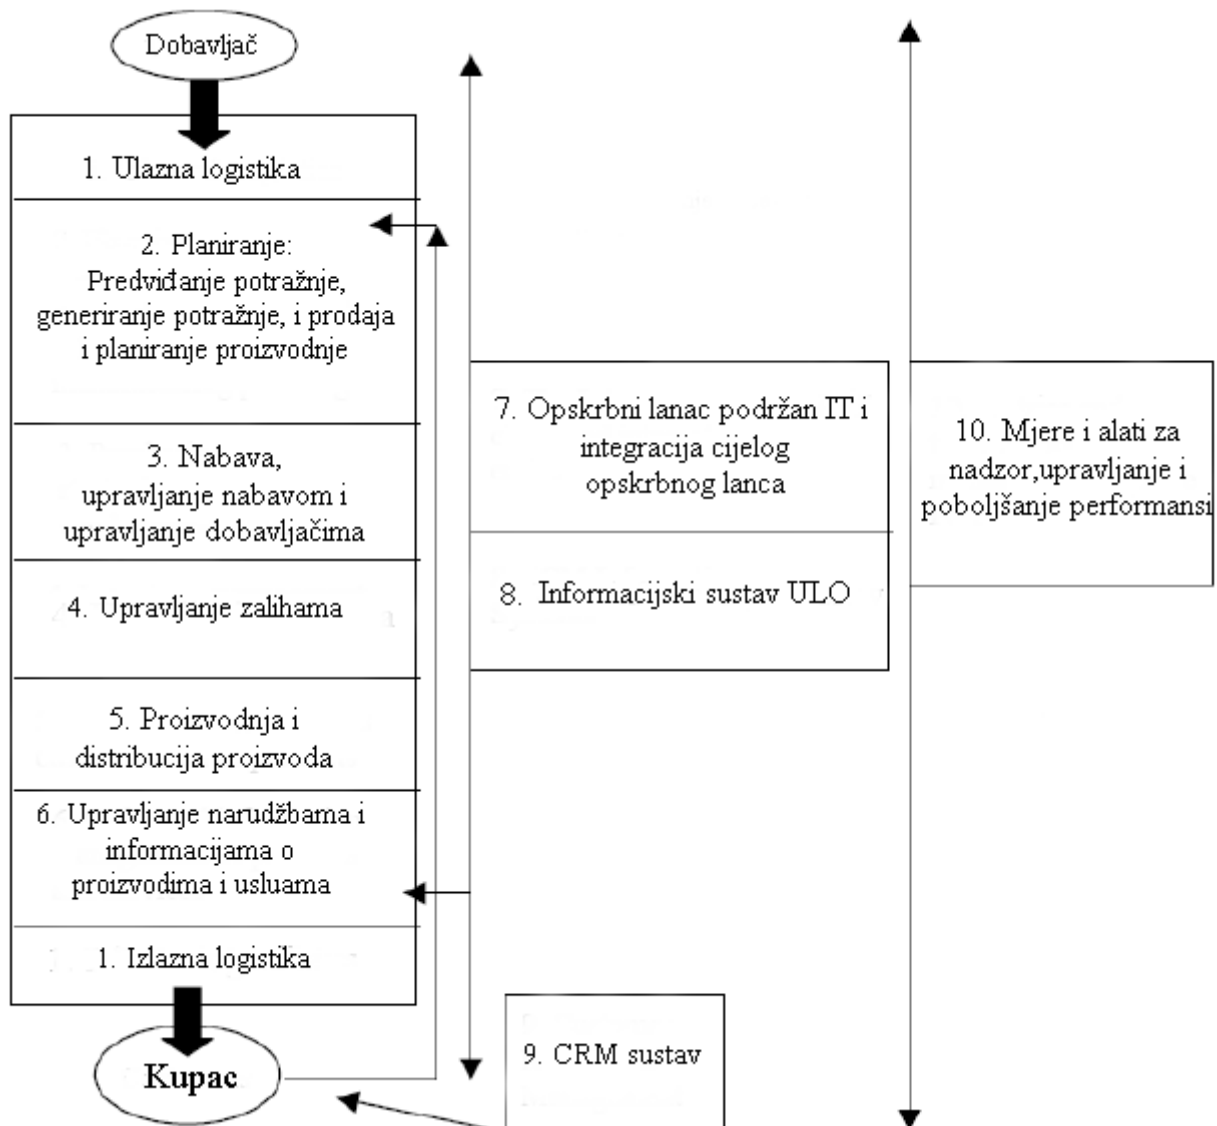 Dobavljač
1. Ulazna logistika
2. Planiranje:
Predviđanje potražnje,
generiranje potražnje, i prodaja
i planiranje proizvodnje
3. Nabava,
upravljanje nabavom i
upravljanje dobavljačima
4. Upravljanje zalihama
5. Proizvodnja i
distribucija proizvoda
6. Upravljanje narudžbama i
informacijama o
proizvodima i usluama
1. Izlazna logistika
Kupac
7. Opskrbni lanac podržan IT i
integracija cijelog
opskrbnog lanca
8. Informacijski sustav ULO
9. CRM sustav
10. Mjere i alati za
nadzor,upravljanje i
poboljšanje performansi